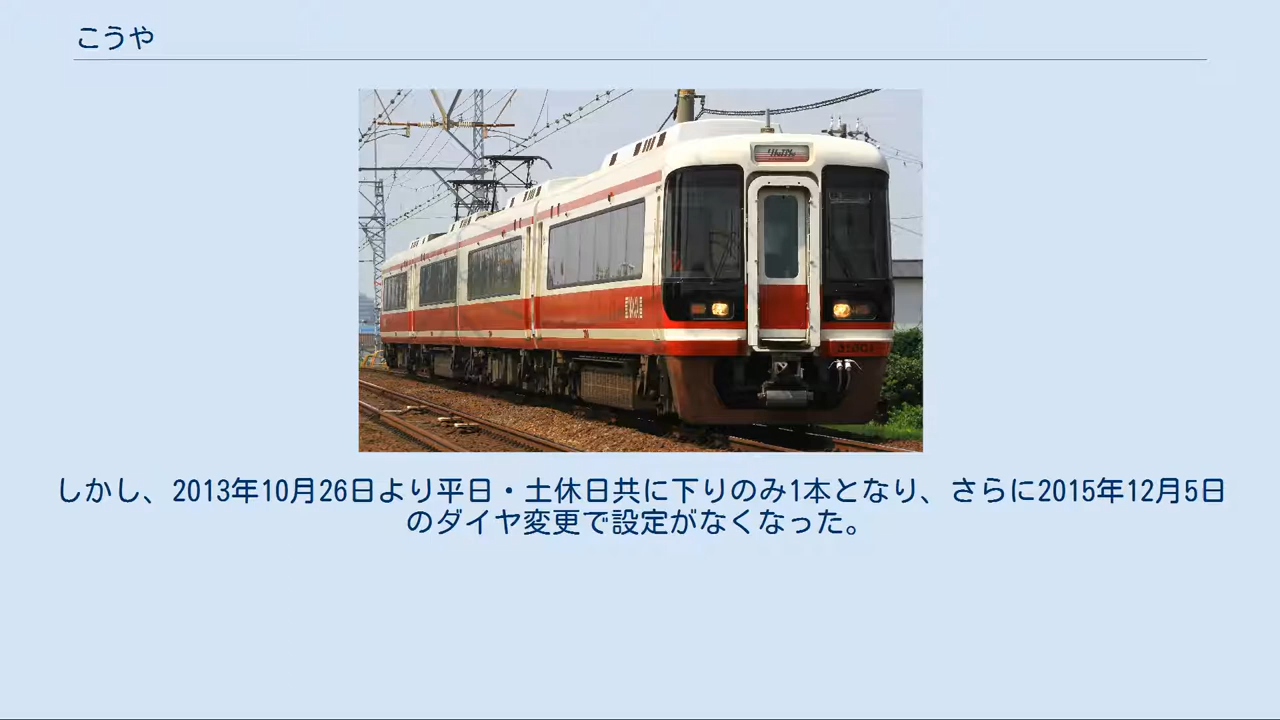 こうや
しかし、2013年10月26日より平日・土休日共に下りのみ1本となり、さらに2015年12月5日
のダイヤ変更で設定がなくなった。